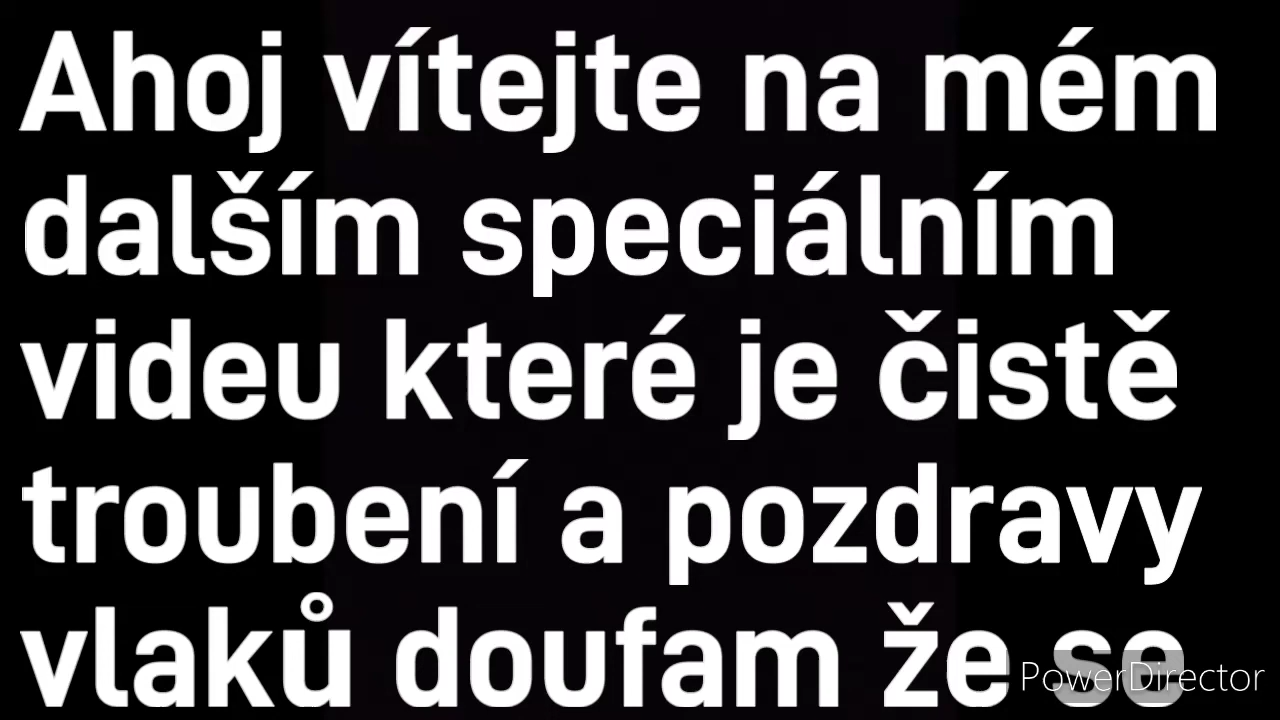 Ahoj vítejte na mém
dalším speciálním
videu které je čistě
troubení a pozdravy
vlaků doufam že se
PowerDirector